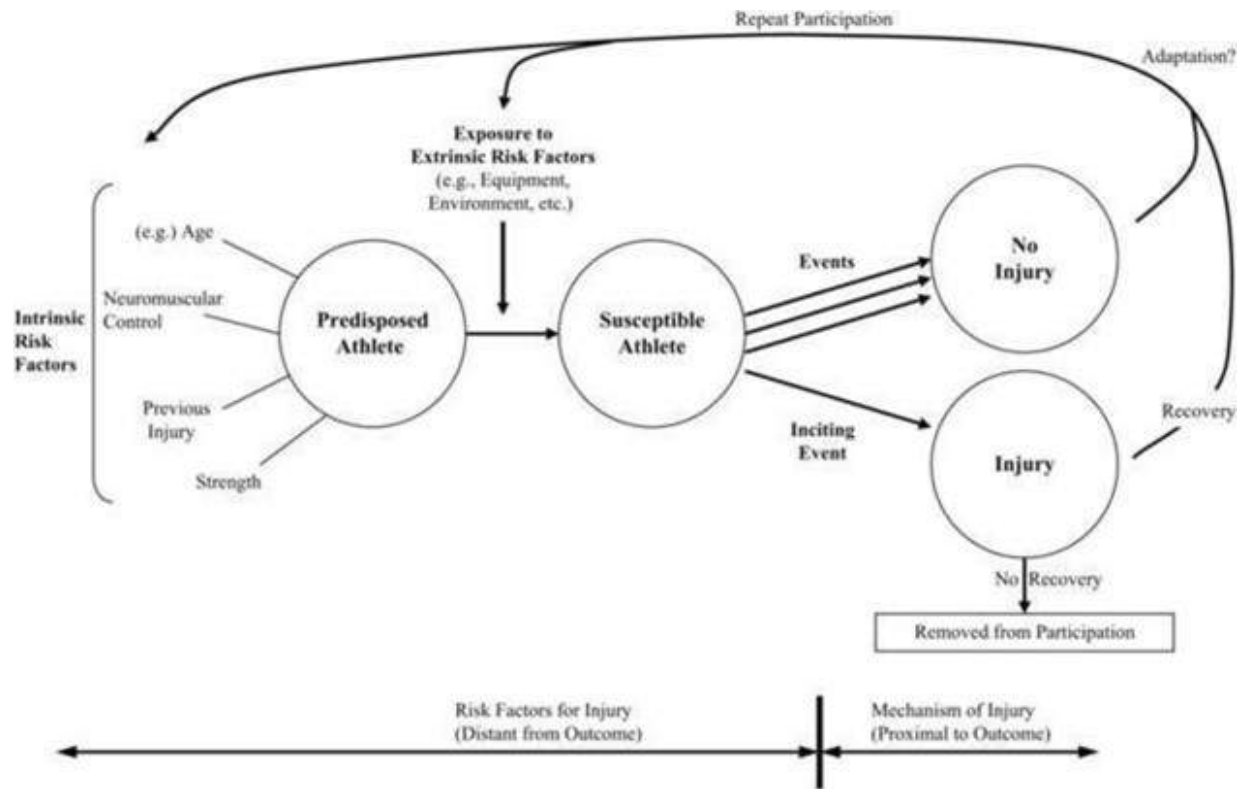 Repeat Participation
Adaptation?
Exposure to
Extrinsic Risk Factors
(e.g., Equipment,
Environment, etc.)
(e.g.) Age
Neuromuscular
Control
Intrinsic
Risk
Factors
Previous
Injury
Strength
Predisposed
Athlete
Susceptible
Athlete
Events
Inciting
Event
No
Injury
Injury
Recovery
No Recovery
Removed from Participation
Risk Factors for Injury
(Distant from Outcome)
Mechanism of Injury
(Proximal to Outcome)